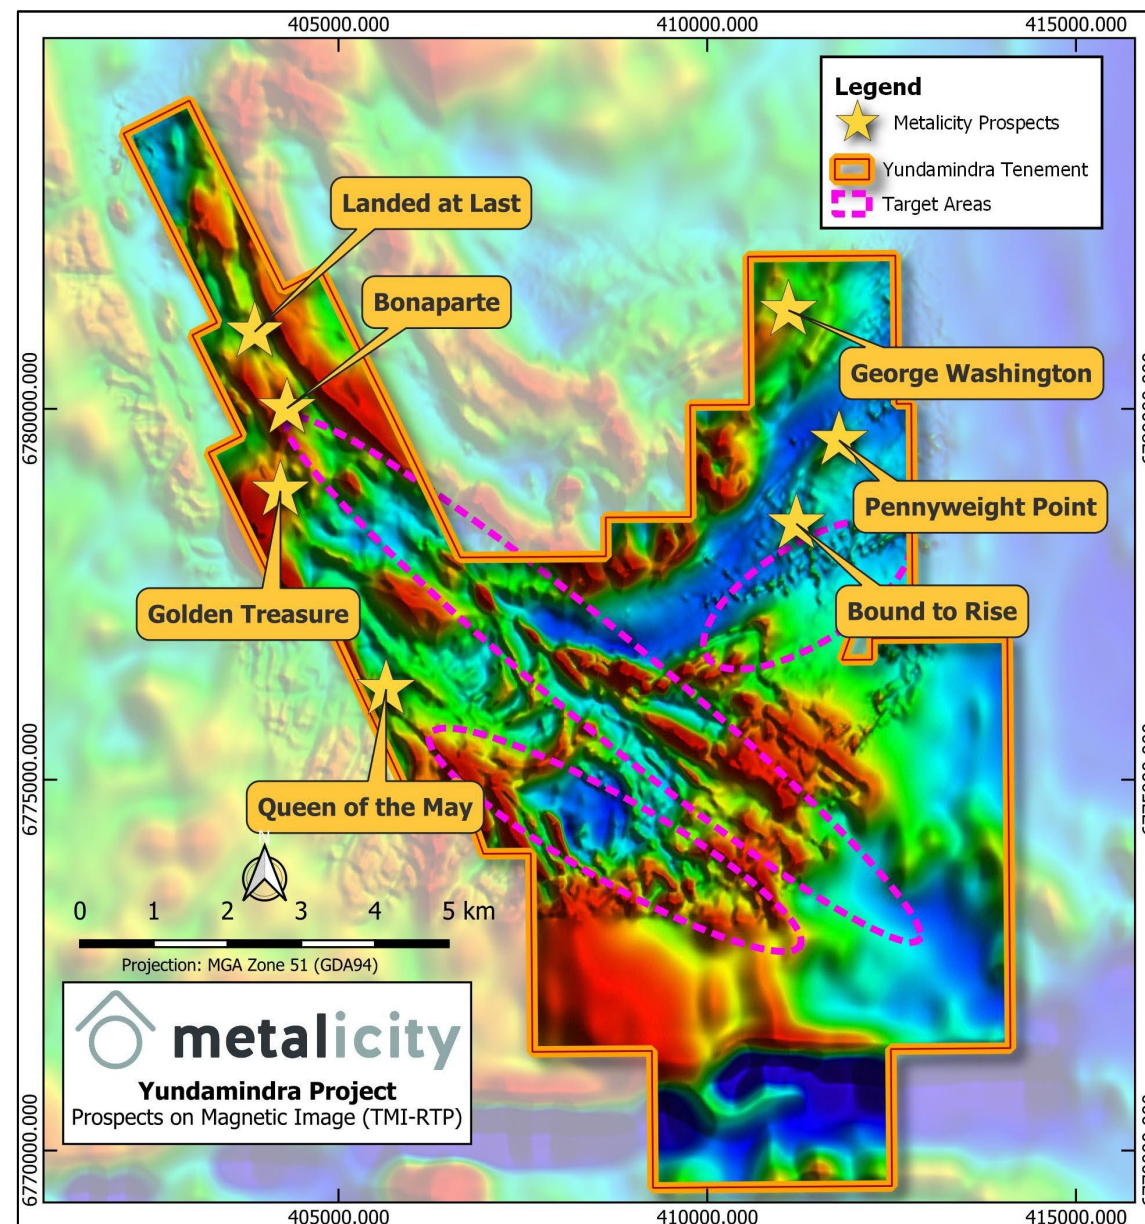 405000.000
410000.000
415000.000
Legend
Metalicity Prospects
Yundamindra Tenement
Target Areas
Landed at Last
Bonaparte
George Washington
6780000.000
Pennyweight Point
Golden Treasure
Bound to Rise
6775000.000
Queen of the May
N
0 1 2 3 4 5 km
Projection: MGA Zone 51 (GDA94)
metalicity
Yundamindra Project
Prospects on Magnetic Image (TMI-RTP)
6770000.000
405000.000
410000.000
415000.000